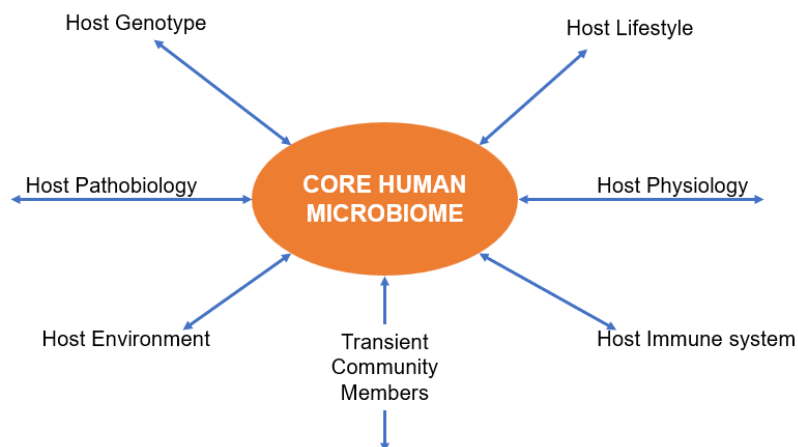 Host Genotype
Host Lifestyle
Host Pathobiology
CORE HUMAN
MICROBIOME
Host Physiology
Host Environment
Transient
Community
Members
Host Immune system